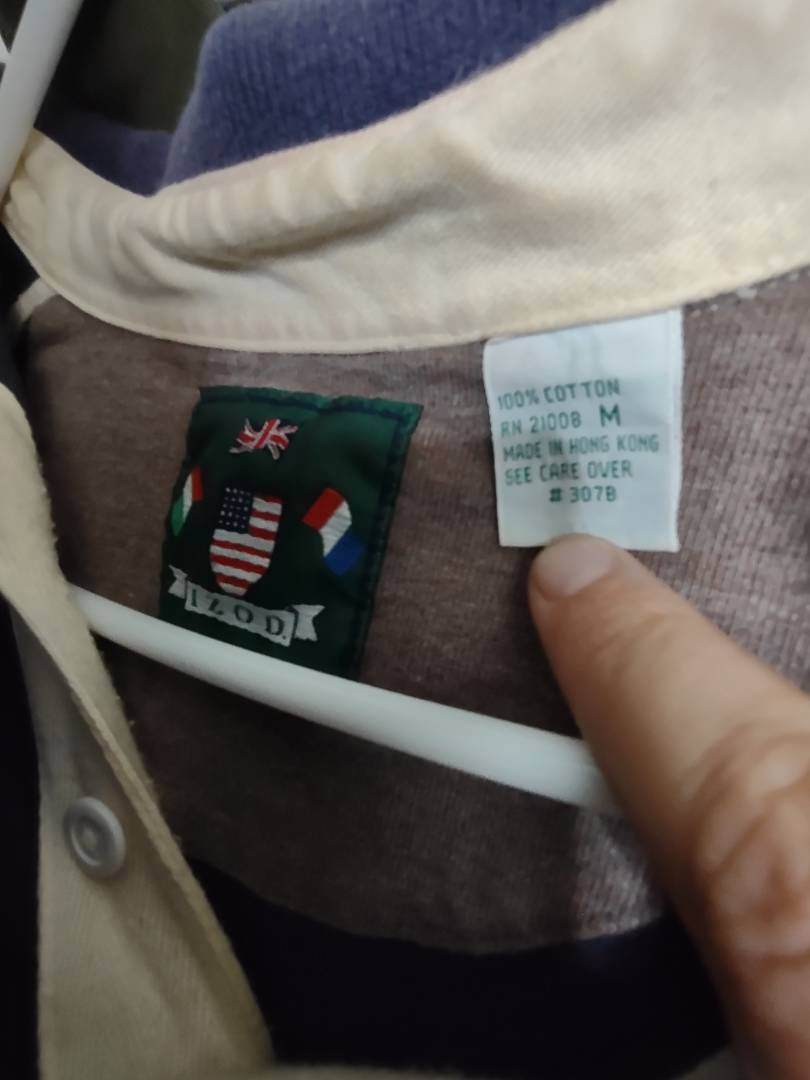 IZOD.
100% COTTON
RN 21008 M
MADE IN HONG KONG
SEE CARE OVER
# 307B